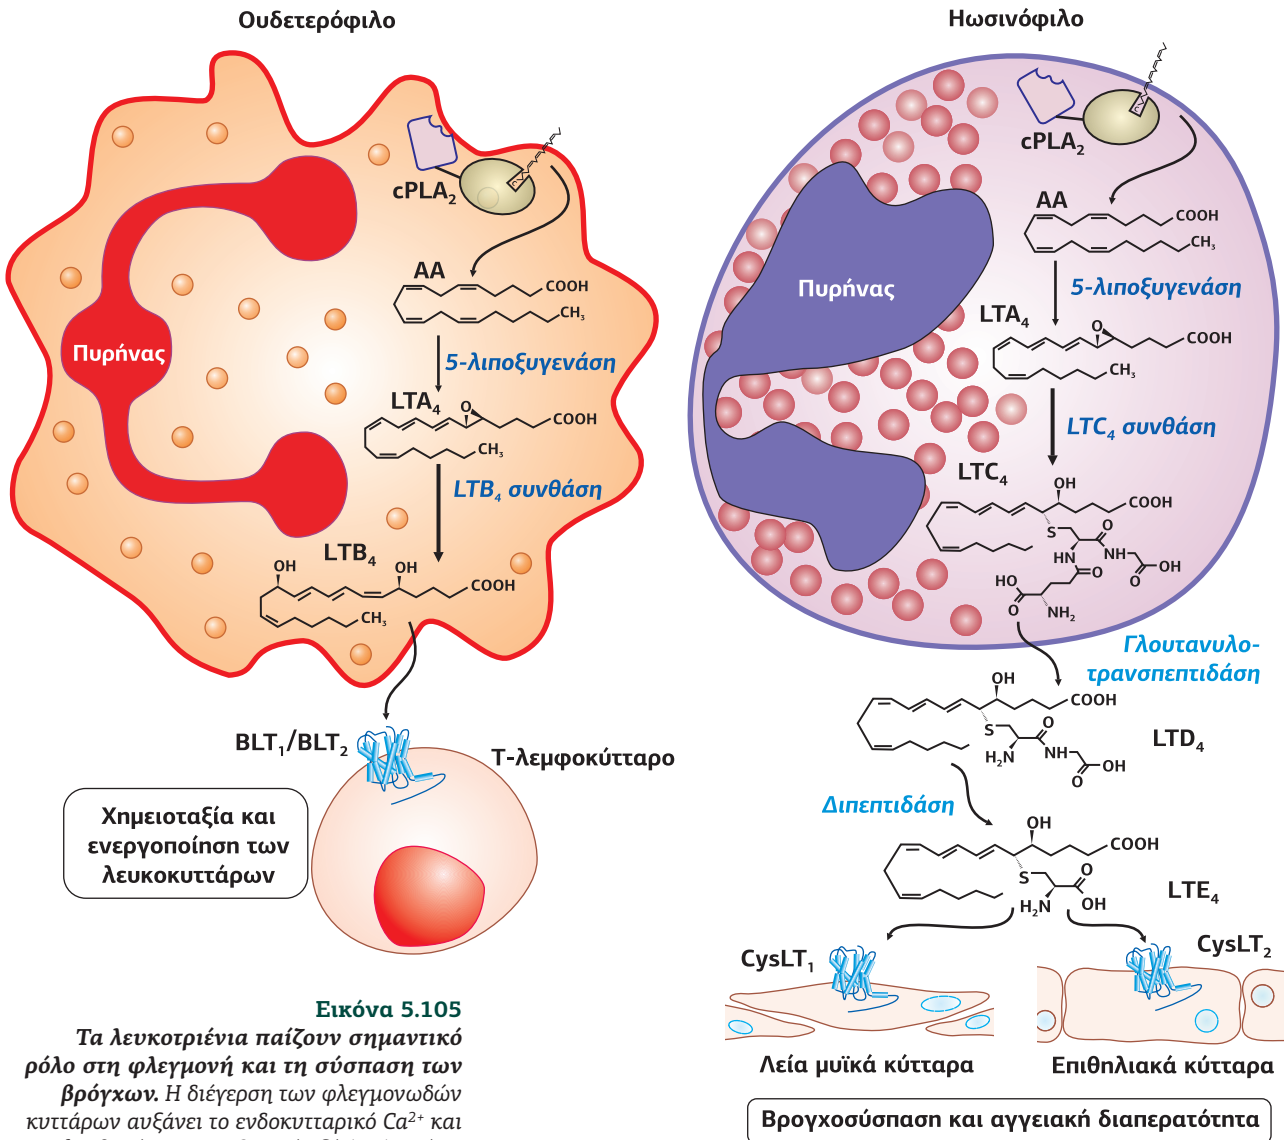 Ουδετερόφιλο
cPLA2
AA
COOH
CH3
5-λιποξυγενάση
Πυρήνας
LTA4
O
COOH
CH3
LTB4 συνθάση
LTB4
OH
OH
COOH
CH3
BLT1/BLT2
Τ-λεμφοκύτταρο
Χημειοταξία και
ενεργοποίηση των
λευκοκυττάρων
Εικόνα 5.105
Τα λευκοτριένια παίζουν σημαντικό
ρόλο στη φλεγμονή και τη σύσπαση των
βρόγχων. Η διέγερση των φλεγμονωδών
κυττάρων αυξάνει το ενδοκυτταρικό Ca2+ και
Ηωσινόφιλο
cPLA2
AA
COOH
CH3
Πυρήνας
5-λιποξυγενάση
LTA4
O
COOH
CH3
LTC4 συνθάση
LTC4
OH
COOH
S
O
HN
NH
O
OH
O
HO
O
NH2
Γλουτανυλο-
τρανσπεπτιδάση
OH
COOH
S
O
H2N
NH
O
OH
LTD4
Διπεπτιδάση
OH
COOH
S
O
H2N
OH
LTE4
CysLT1
CysLT2
Λεία μυϊκά κύτταρα
Επιθηλιακά κύτταρα
Βρογχοσύσπαση και αγγειακή διαπερατότητα